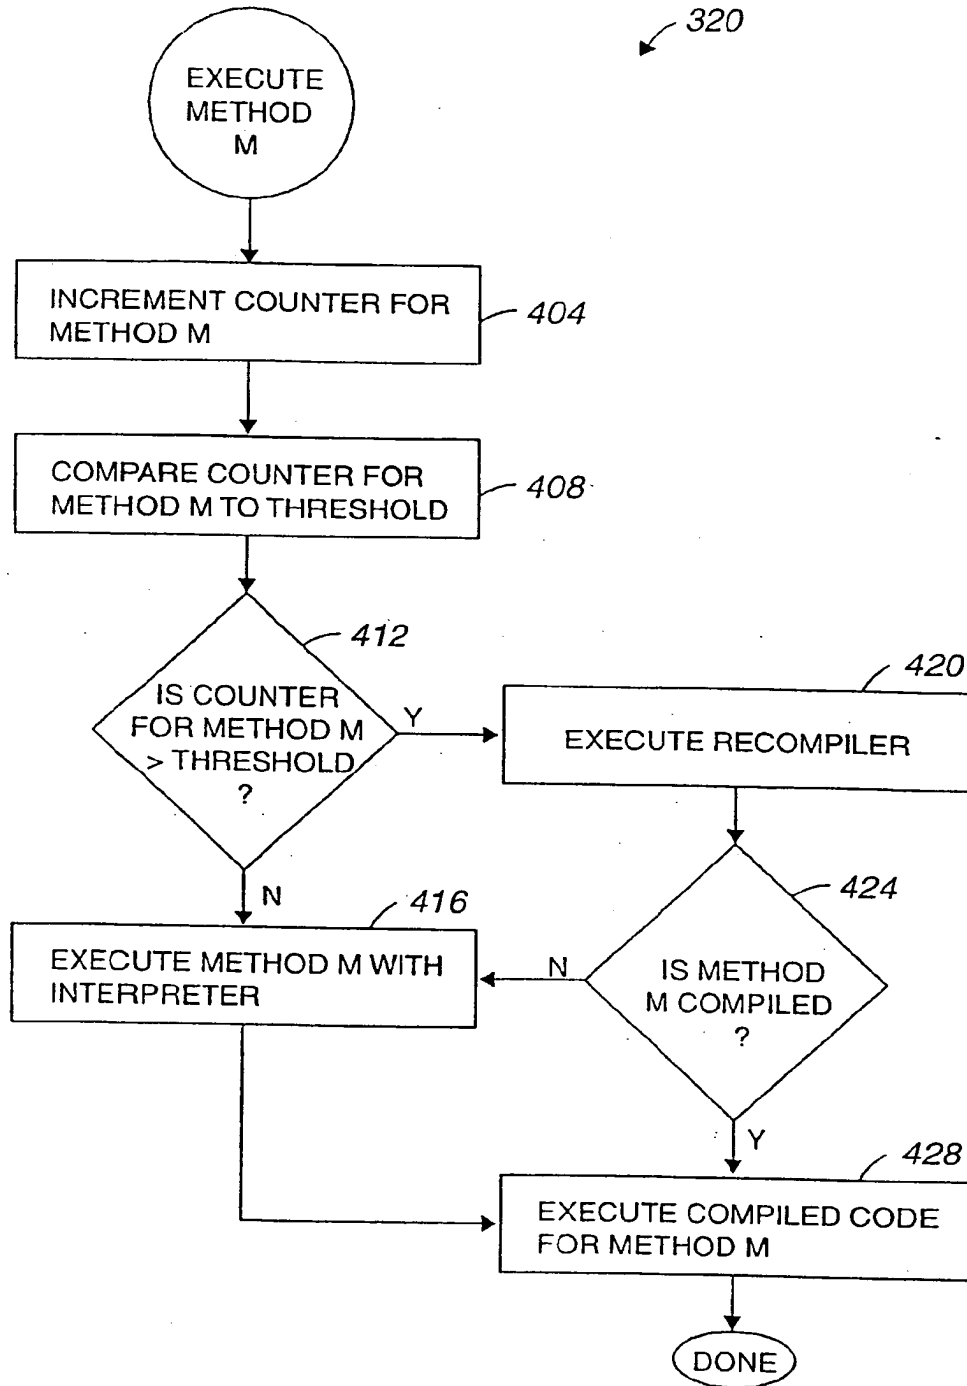 320
EXECUTE
METHOD
M
INCREMENT COUNTER FOR
METHOD M
404
COMPARE COUNTER FOR
METHOD M TO THRESHOLD
408
412
IS COUNTER
FOR METHOD M
> THRESHOLD
?
Y
420
EXECUTE RECOMPILER
N
416
EXECUTE METHOD M WITH
INTERPRETER
424
N
IS METHOD
M COMPILED
?
Y
428
EXECUTE COMPILED CODE
FOR METHOD M
DONE